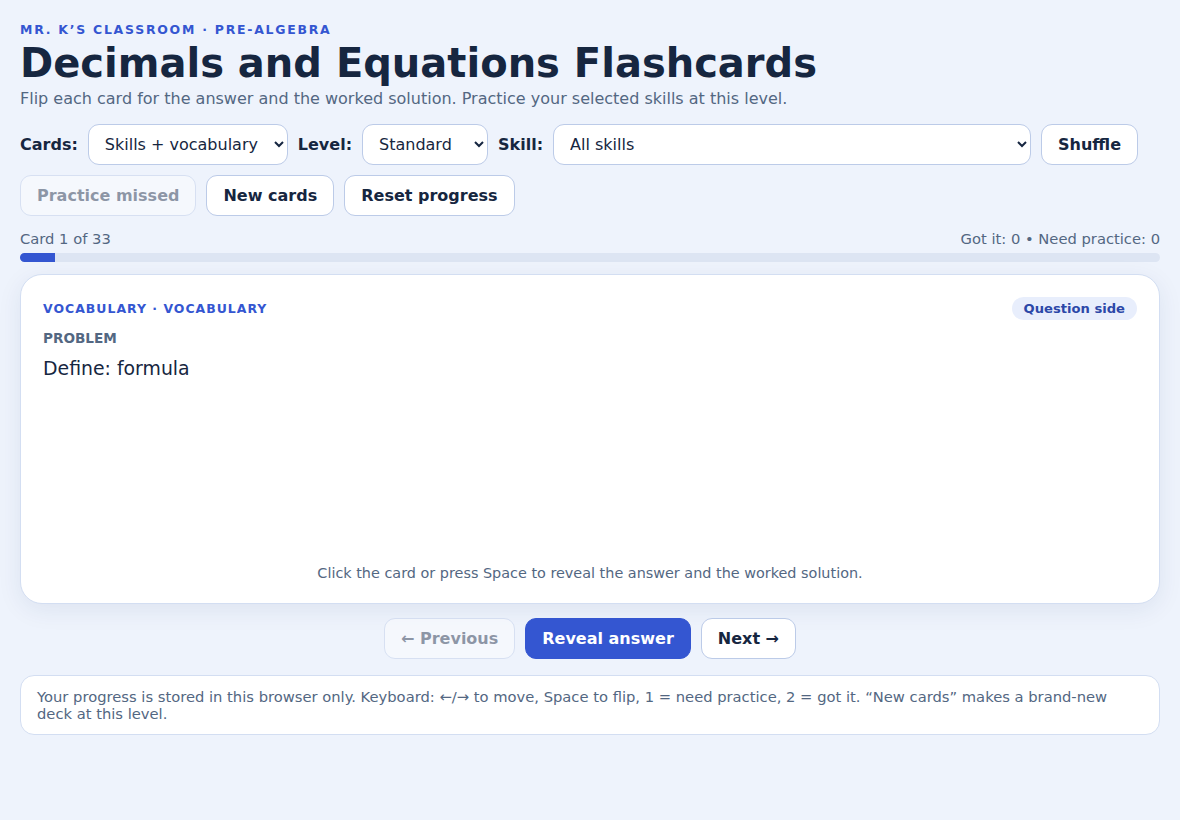 MR. K’S CLASSROOM · PRE-ALGEBRA
Decimals and Equations Flashcards
Flip each card for the answer and the worked solution. Practice your selected skills at this level.
Cards: Skills + vocabulary Level: Standard Skill: All skills Shuffle
Practice missed New cards Reset progress
Card 1 of 33 Got it: 0 • Need practice: 0
VOCABULARY · VOCABULARY Question side
PROBLEM
Define: formula
Click the card or press Space to reveal the answer and the worked solution.
← Previous Reveal answer Next →
Your progress is stored in this browser only. Keyboard: ←/→ to move, Space to flip, 1 = need practice, 2 = got it. “New cards” makes a brand-new
deck at this level.